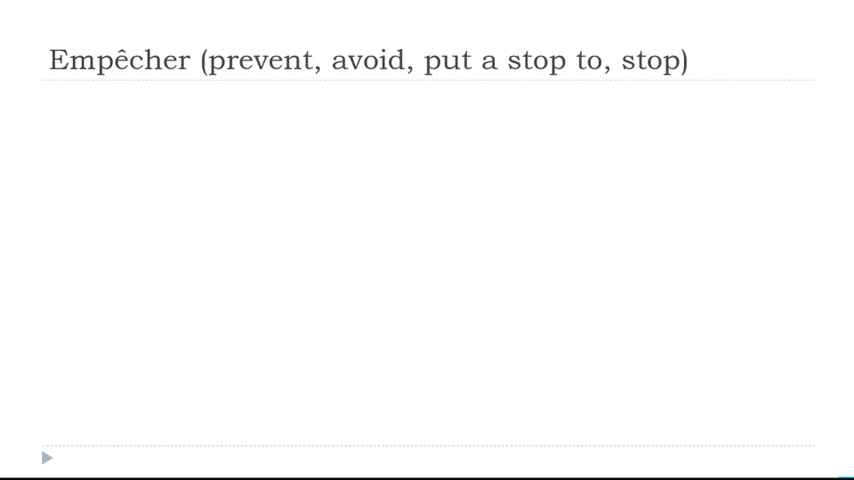 Empêcher (prevent, avoid, put a stop to, stop)